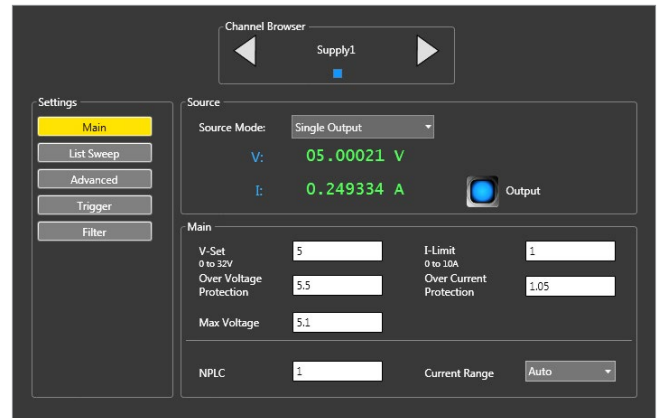 Channel Browser
Supply1
Settings
Main
List Sweep
Advanced
Trigger
Filter
Source
Source Mode: Single Output
V: 05.00021 V
I: 0.249334 A
Output
Main
V-Set 5
0 to 32V
I-Limit 1
0 to 10A
Over Voltage
Protection 5.5
Over Current
Protection 1.05
Max Voltage 5.1
NPLC 1
Current Range Auto